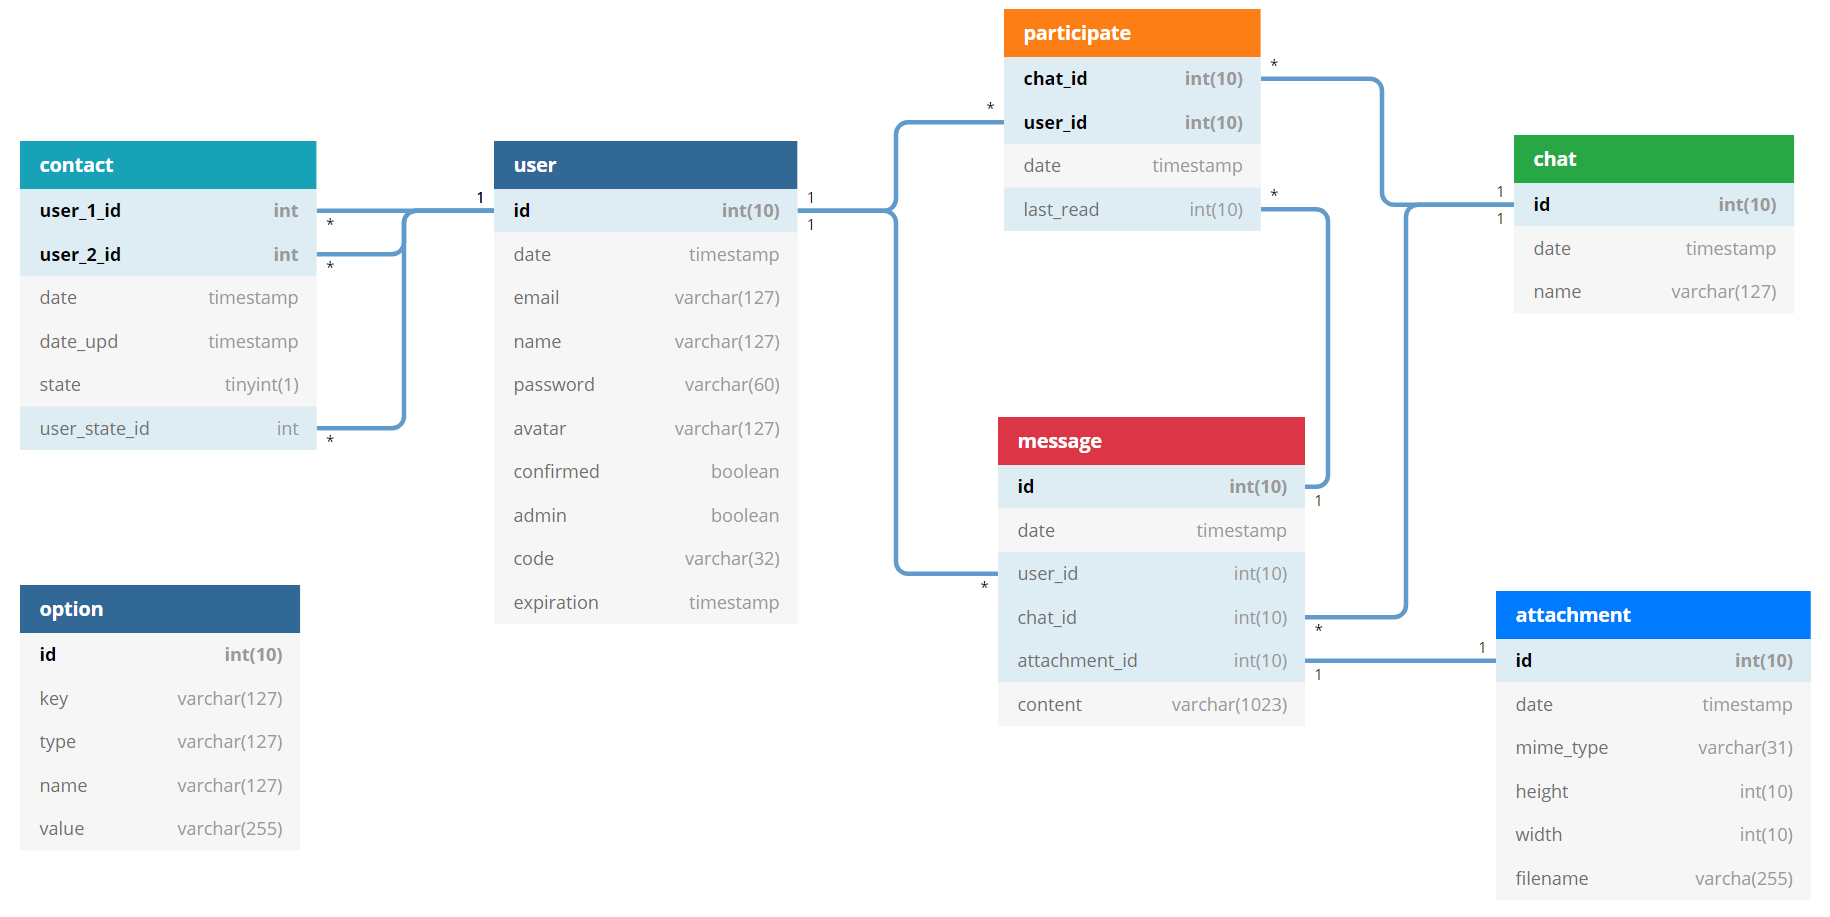 contact
user_1_id int
*
user_2_id int
*
date timestamp
date_upd timestamp
state tinyint(1)
user_state_id int
*
option
id int(10)
key varchar(127)
type varchar(127)
name varchar(127)
value varchar(255)
user
1
id int(10)
1
1
date timestamp
email varchar(127)
name varchar(127)
password varchar(60)
avatar varchar(127)
confirmed boolean
admin boolean
code varchar(32)
expiration timestamp
participate
chat_id int(10)
*
*
user_id int(10)
date timestamp
*
last_read int(10)
message
id int(10)
1
date timestamp
user_id int(10)
*
chat_id int(10)
*
attachment_id int(10)
1
content varchar(1023)
chat
1
id int(10)
1
date timestamp
name varchar(127)
attachment
1
id int(10)
date timestamp
mime_type varchar(31)
height int(10)
width int(10)
filename varcha(255)